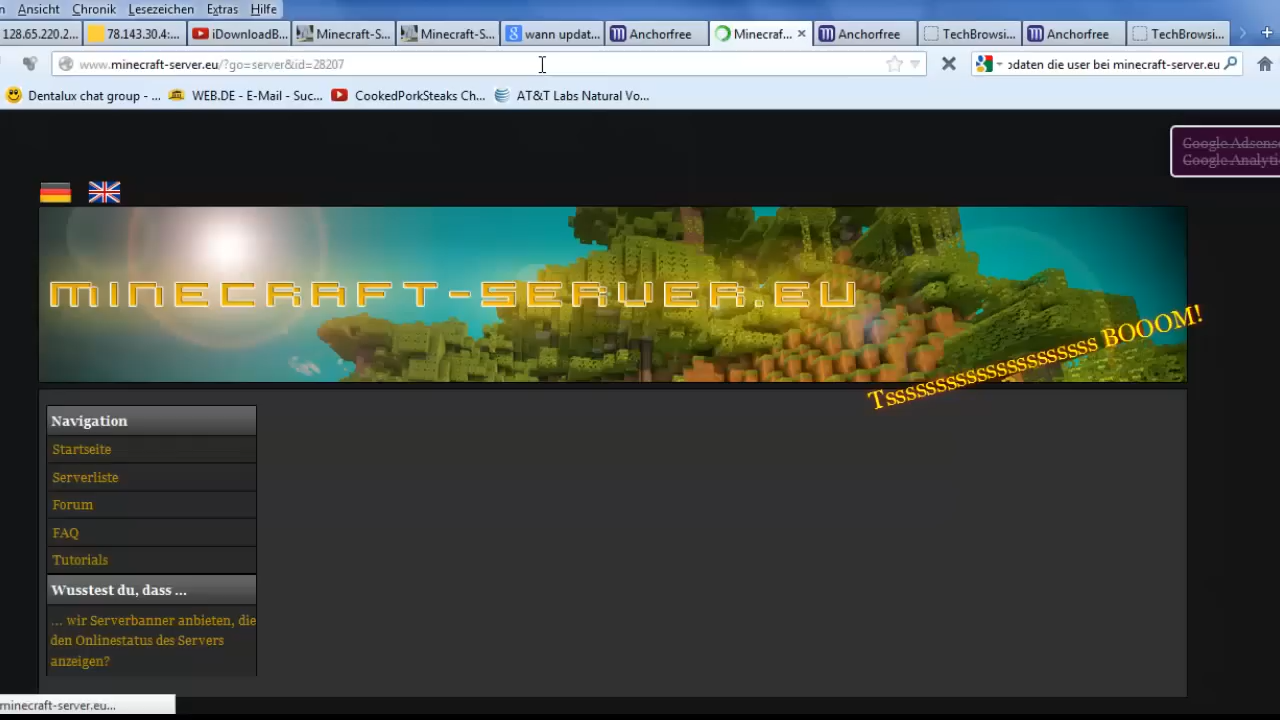 n Ansicht Chronik Lesezeichen Extras Hilfe
128.65.220.2... 78.143.30.4:... iDownloadB... Minecraft-S... Minecraft-S... wann updat... Anchorfree Minecraf... Anchorfree TechBrowsi... Anchorfree TechBrowsi...
www.minecraft-server.eu/?go=server&id=28207
daten die user bei minecraft-server.eu
Dentalux chat group - ... WEB.DE - E-Mail - Suc... CookedPorkSteaks Ch... AT&T Labs Natural Vo...
Google Adsens
Google Analyti
MINECRAFT-SERVER.EU
Tssssssssssssssssssss BOOOM!
Navigation
Startseite
Serverliste
Forum
FAQ
Tutorials
Wusstest du, dass ...
... wir Serverbanner anbieten, die
den Onlinestatus des Servers
anzeigen?
minecraft-server.eu...